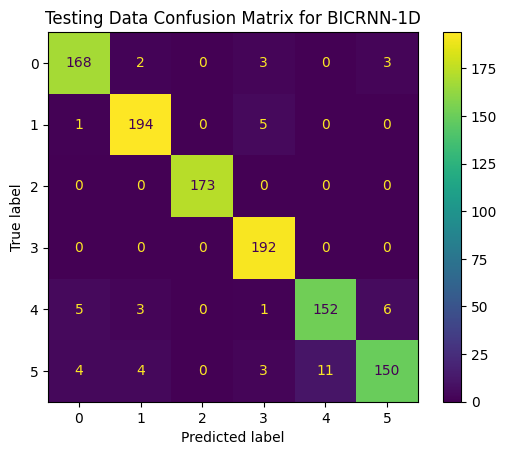 Testing Data Confusion Matrix for BICRNN-1D
0 168 2 0 3 0 3
1 1 194 0 5 0 0
2 0 0 173 0 0 0
3 0 0 0 192 0 0
4 5 3 0 1 152 6
5 4 4 0 3 11 150
0 1 2 3 4 5
True label
Predicted label
175
150
125
100
75
50
25
0